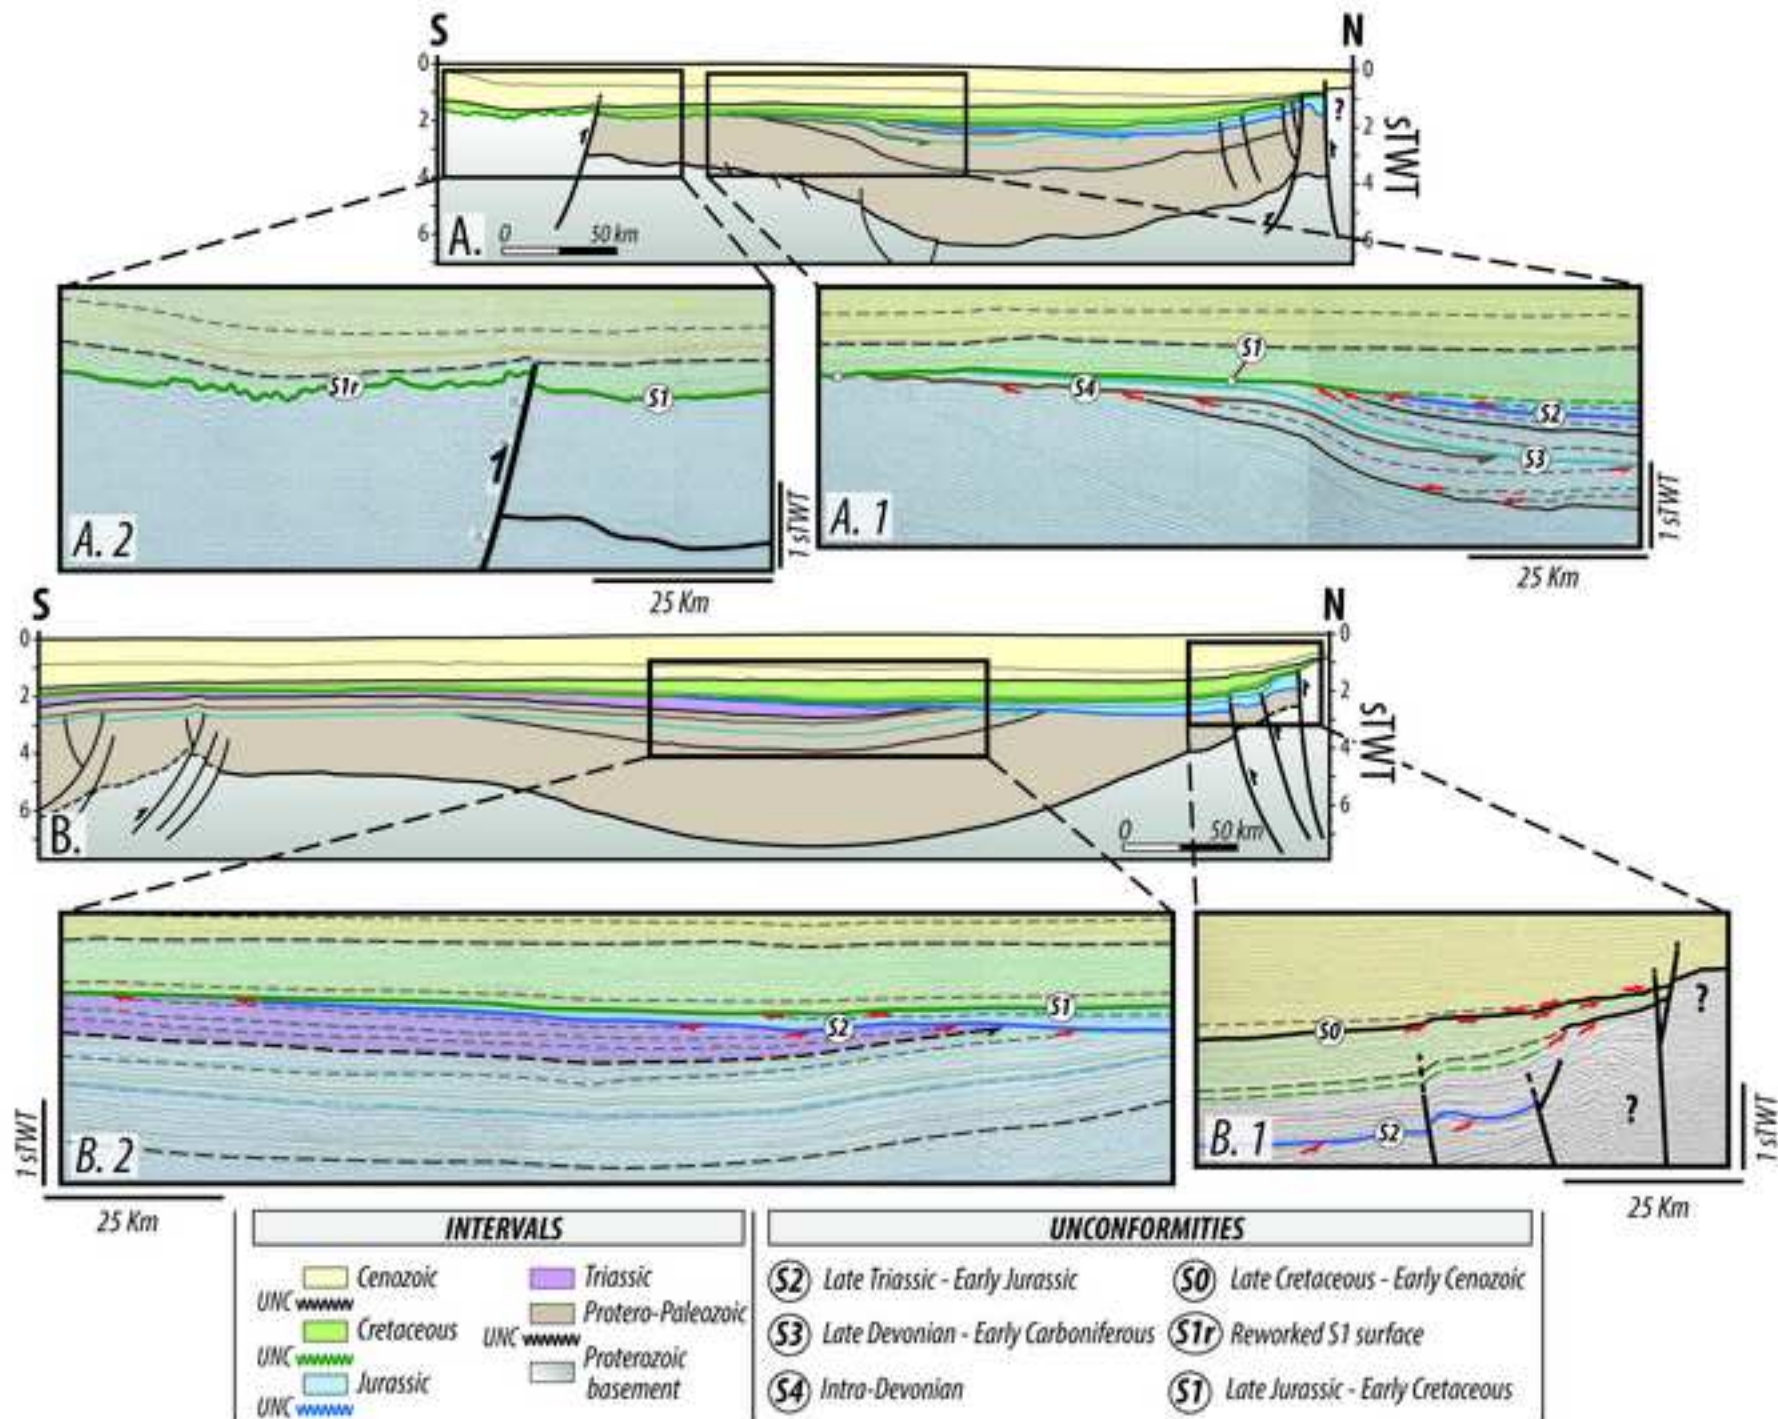 S N
0 0
2 2
4 4
6 6
sTWT
?
A. 0 50 km
S1r S1
A. 2
1 sTWT
25 Km
S1
S4
S2
S3
A. 1
1 sTWT
25 Km
S N
0 0
2 2
4 4
6 6
sTWT
B. 0 50 km
S1
S2
B. 2
1 sTWT
25 Km
?
S0
?
S2
B. 1
1 sTWT
25 Km
INTERVALS
Cenozoic
UNC
Cretaceous
UNC
Jurassic
UNC
Triassic
Protero-Paleozoic
UNC
Proterozoic
basement
UNCONFORMITIES
S2 Late Triassic - Early Jurassic
S3 Late Devonian - Early Carboniferous
S4 Intra-Devonian
S0 Late Cretaceous - Early Cenozoic
S1r Reworked S1 surface
S1 Late Jurassic - Early Cretaceous